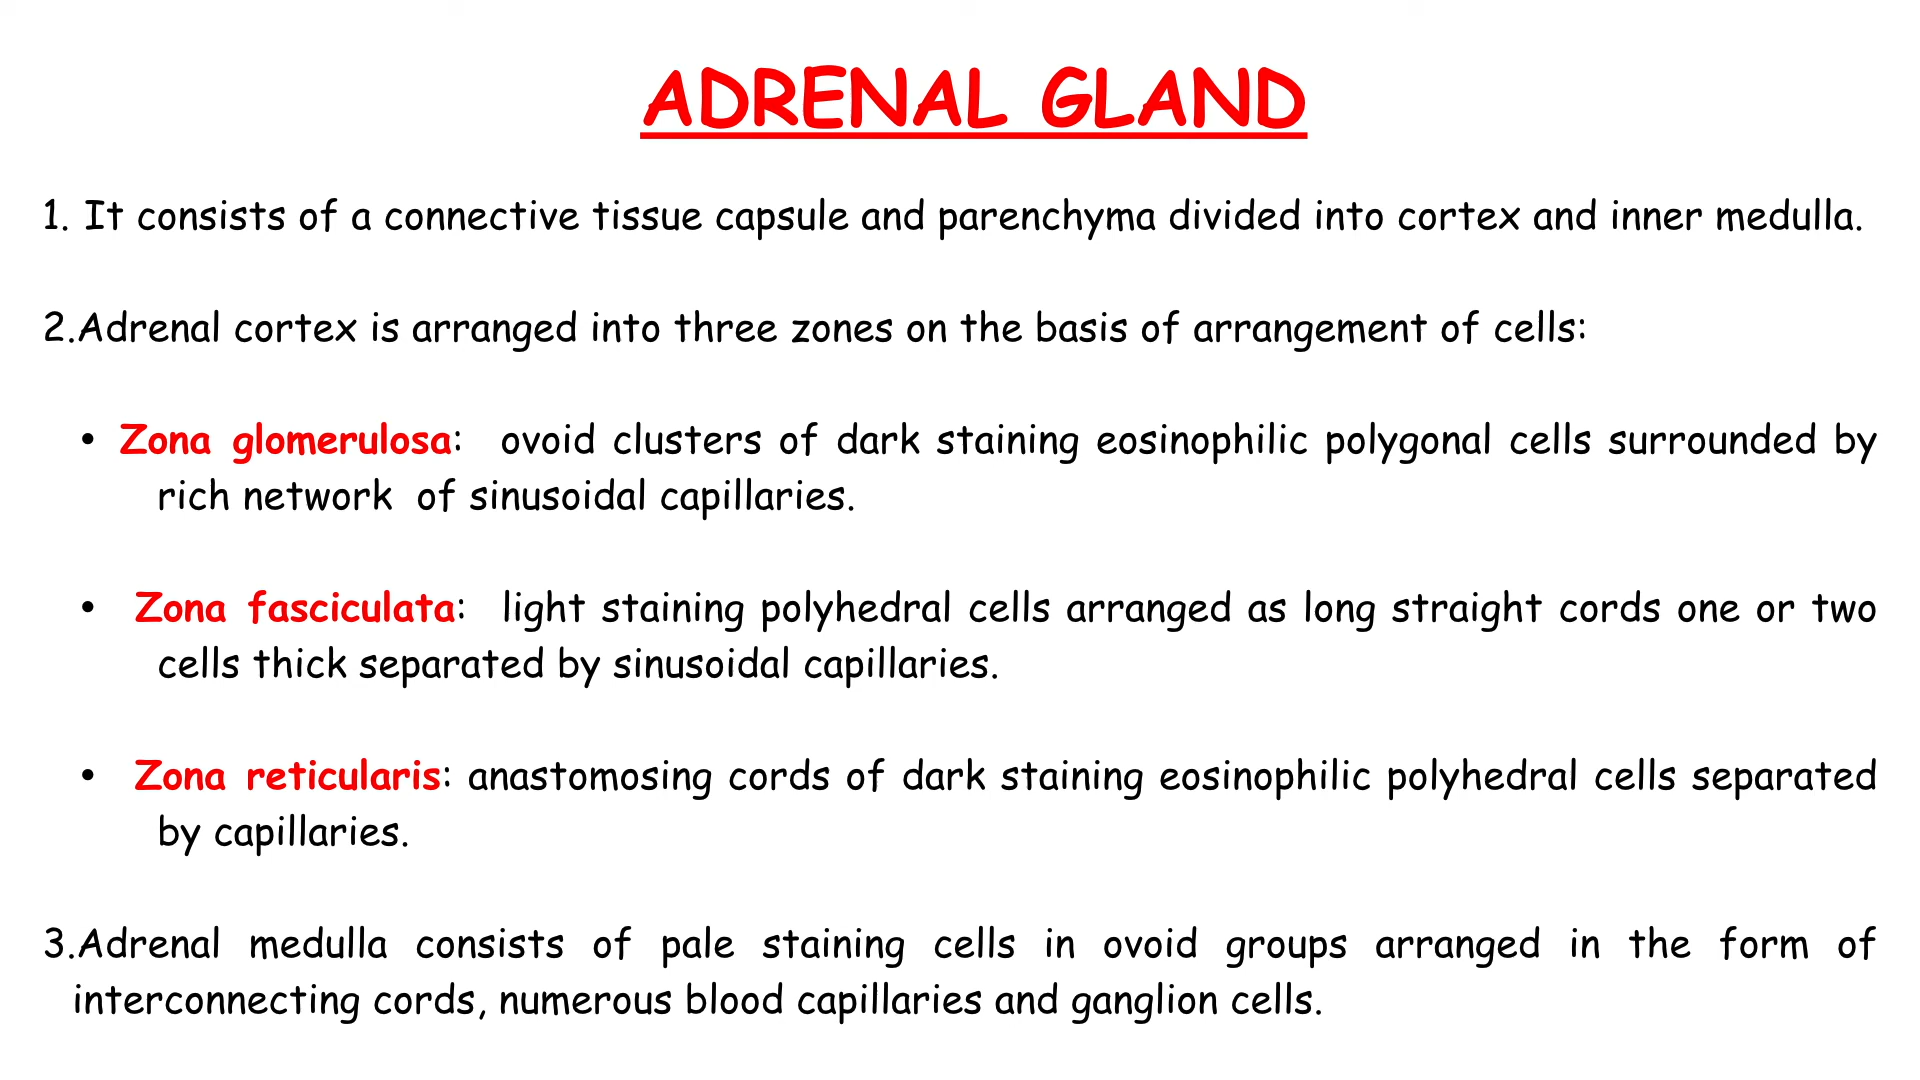 ADRENAL GLAND
1. It consists of a connective tissue capsule and parenchyma divided into cortex and inner medulla.
2.Adrenal cortex is arranged into three zones on the basis of arrangement of cells:
• Zona glomerulosa: ovoid clusters of dark staining eosinophilic polygonal cells surrounded by
rich network of sinusoidal capillaries.
• Zona fasciculata: light staining polyhedral cells arranged as long straight cords one or two
cells thick separated by sinusoidal capillaries.
• Zona reticularis: anastomosing cords of dark staining eosinophilic polyhedral cells separated
by capillaries.
3.Adrenal medulla consists of pale staining cells in ovoid groups arranged in the form of
interconnecting cords, numerous blood capillaries and ganglion cells.